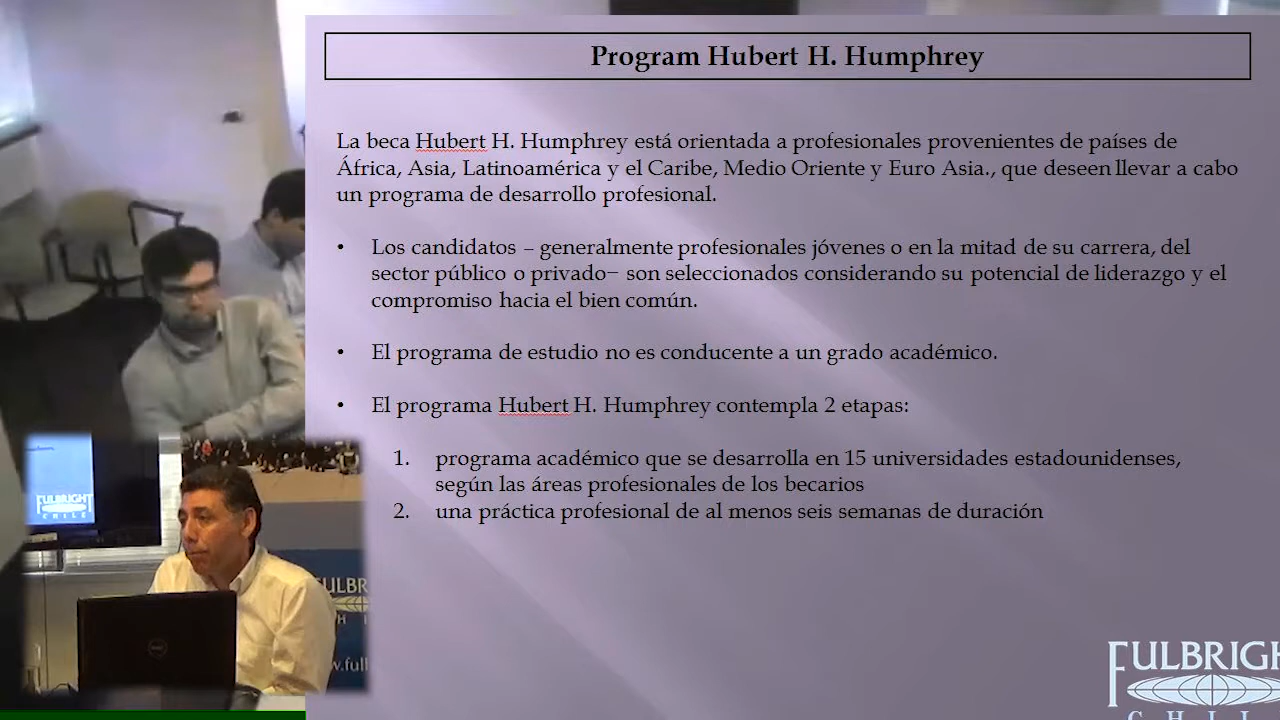 Program Hubert H. Humphrey
La beca Hubert H. Humphrey está orientada a profesionales provenientes de países de
África, Asia, Latinoamérica y el Caribe, Medio Oriente y Euro Asia., que deseen llevar a cabo
un programa de desarrollo profesional.
• Los candidatos – generalmente profesionales jóvenes o en la mitad de su carrera, del
sector público o privado– son seleccionados considerando su potencial de liderazgo y el
compromiso hacia el bien común.
• El programa de estudio no es conducente a un grado académico.
• El programa Hubert H. Humphrey contempla 2 etapas:
1. programa académico que se desarrolla en 15 universidades estadounidenses,
según las áreas profesionales de los becarios
2. una práctica profesional de al menos seis semanas de duración
FULBRIGHT
CHILE
ULBR
H I
w.full
FULBRIGH
CHIL